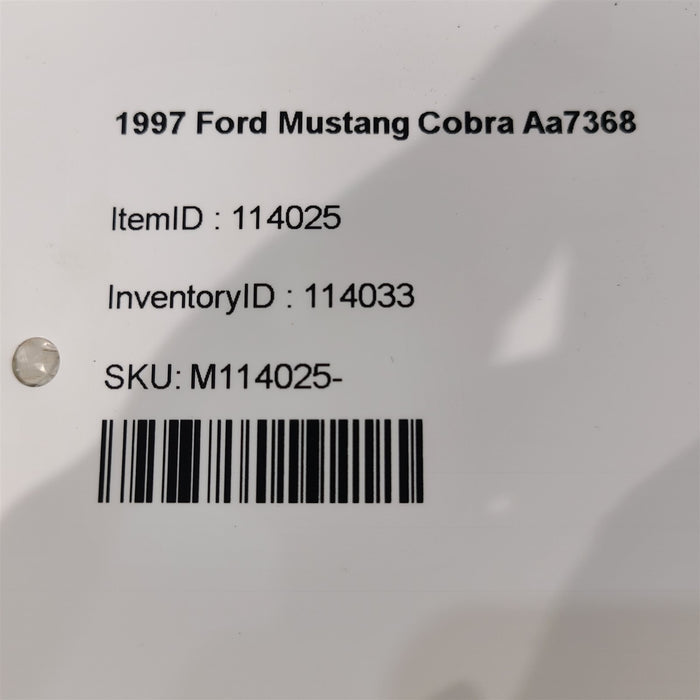 1997 Ford Mustang Cobra Aa7368
ItemID : 114025
InventoryID : 114033
SKU: M114025-